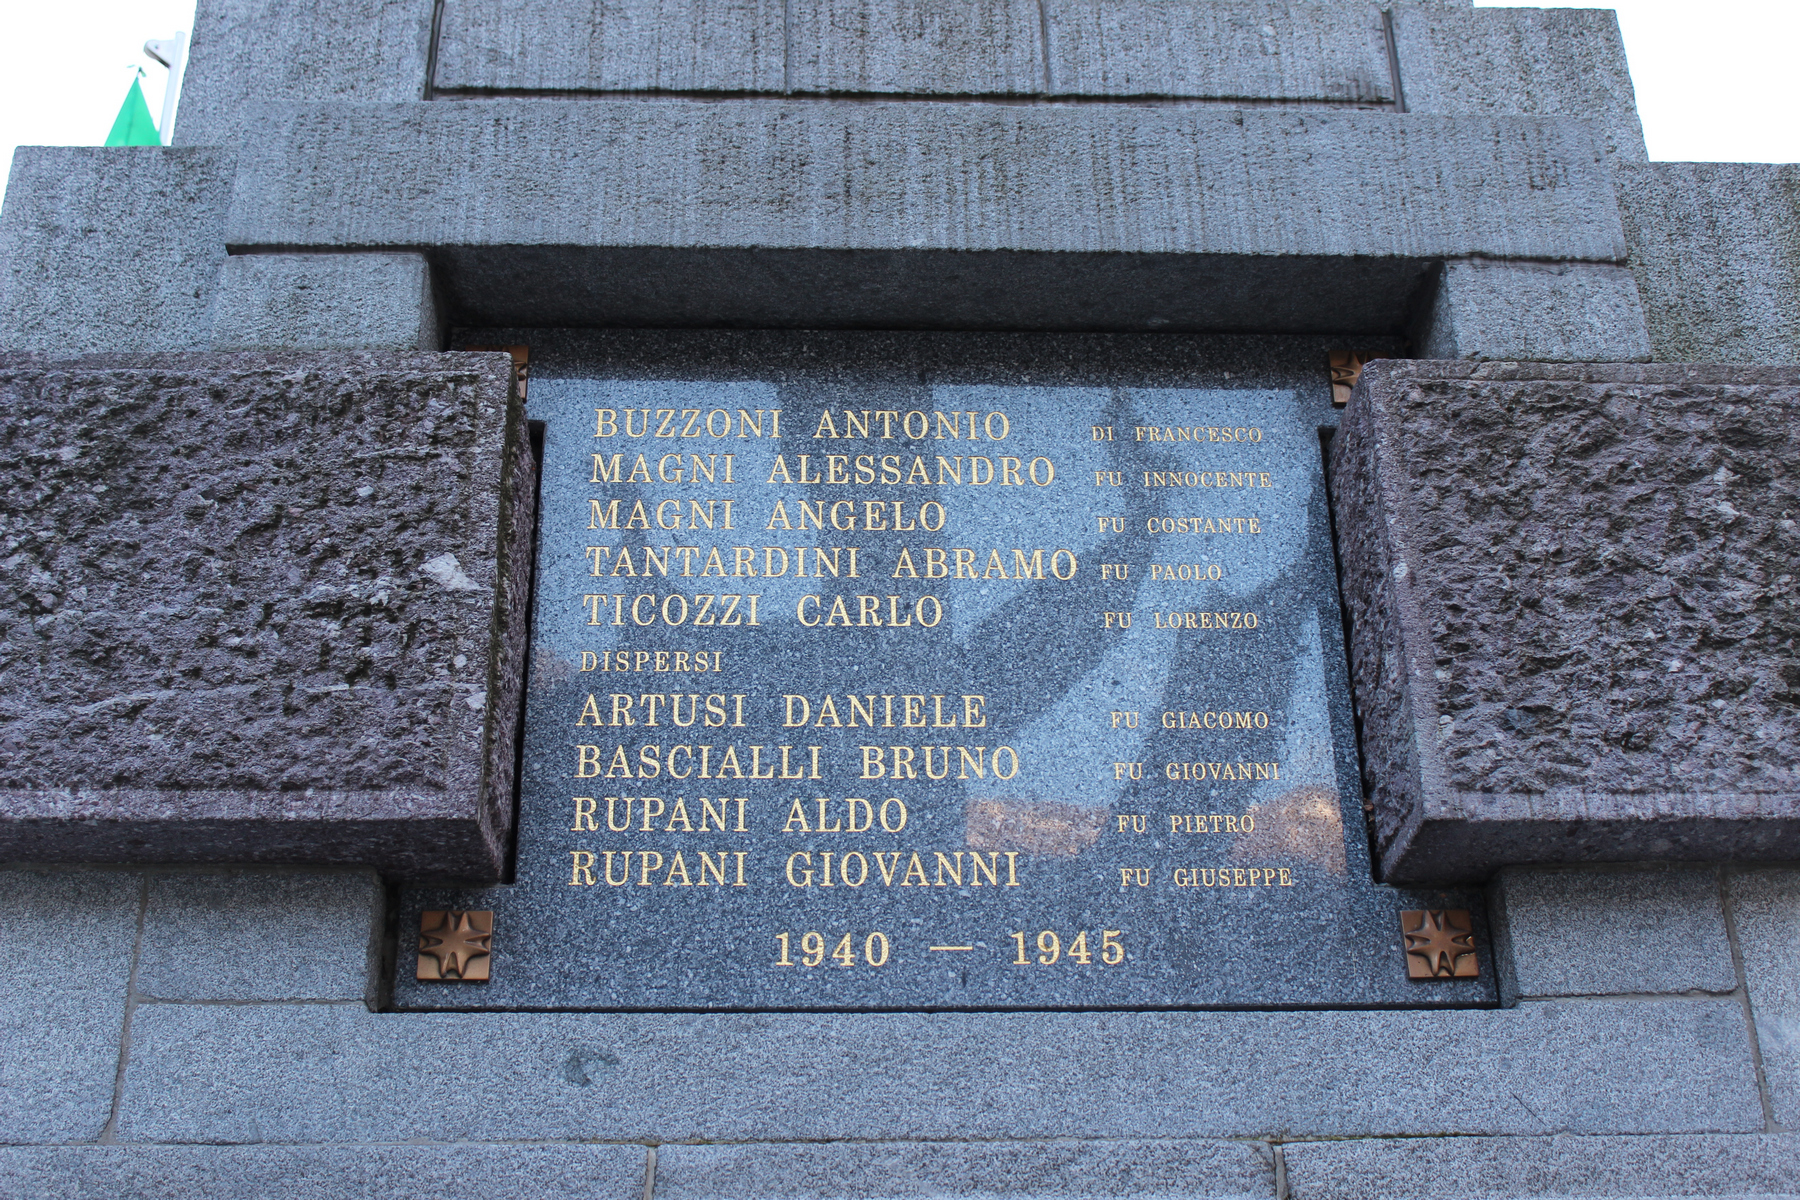 BUZZONI ANTONIO DI FRANCESCO
MAGNI ALESSANDRO FU INNOCENTE
MAGNI ANGELO FU COSTANTE
TANTARDINI ABRAMO FU PAOLO
TICOZZI CARLO FU LORENZO
DISPERSI
ARTUSI DANIELE FU GIACOMO
BASCIALLI BRUNO FU GIOVANNI
RUPANI ALDO FU PIETRO
RUPANI GIOVANNI FU GIUSEPPE
1940 — 1945